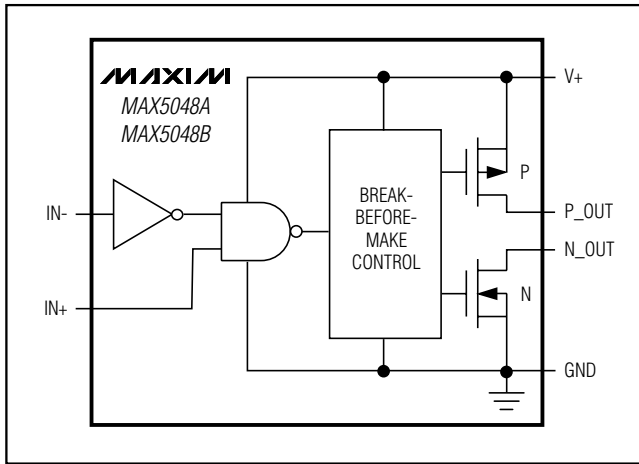 MAXIM
MAX5048A
MAX5048B
V+
P
IN-
BREAK-
BEFORE-
MAKE
CONTROL
P_OUT
N_OUT
IN+
N
GND